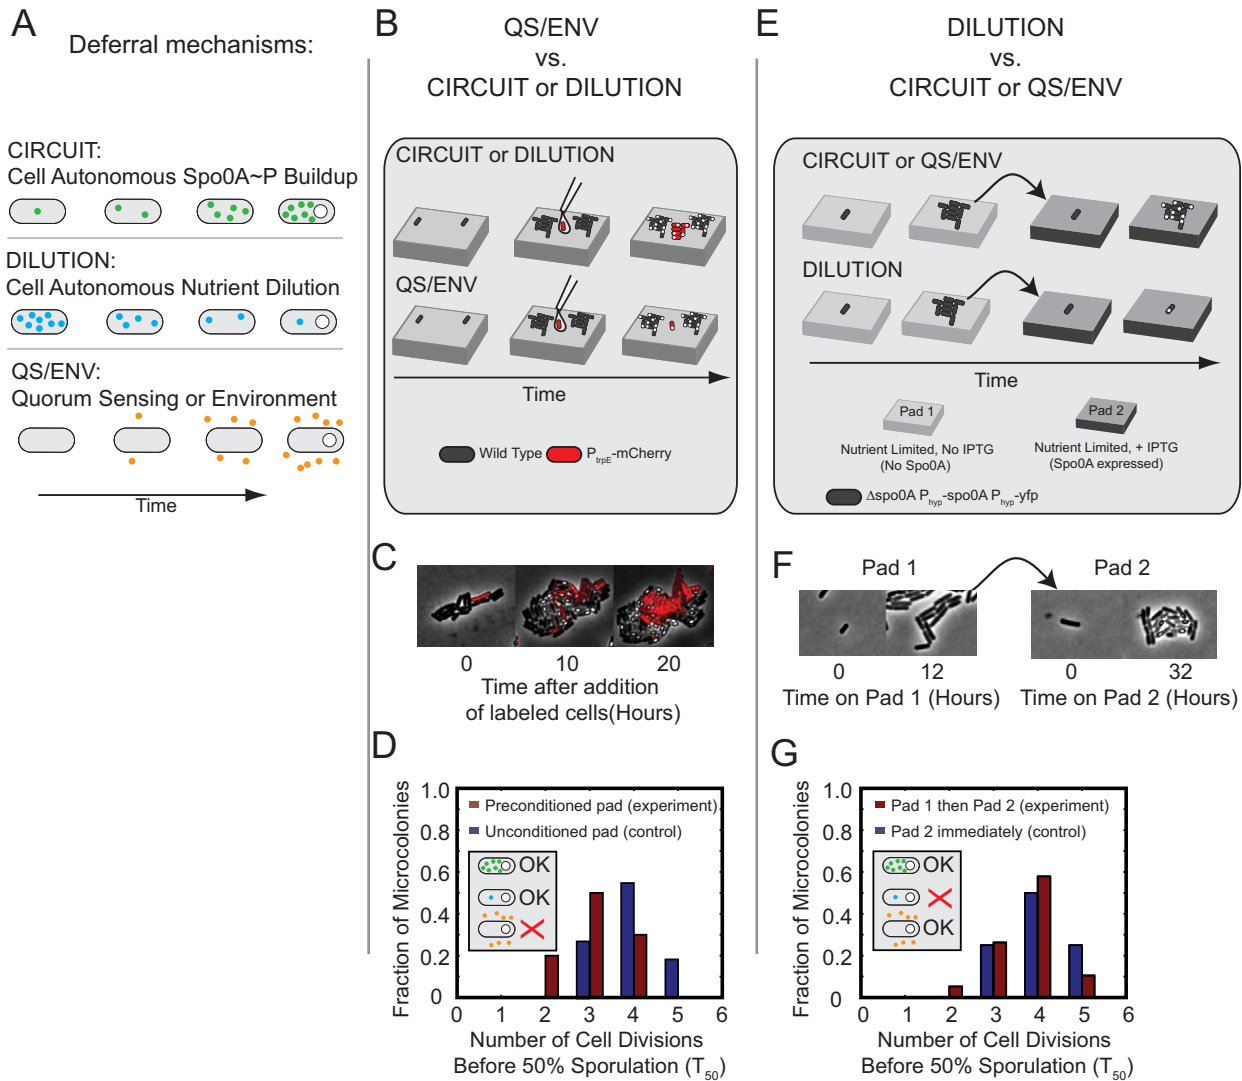 A
Deferral mechanisms:
CIRCUIT:
Cell Autonomous Spo0A~P Buildup
DILUTION:
Cell Autonomous Nutrient Dilution
QS/ENV:
Quorum Sensing or Environment
Time
B
QS/ENV
vs.
CIRCUIT or DILUTION
CIRCUIT or DILUTION
QS/ENV
Time
Wild Type
PtrpE-mCherry
C
0 10 20
Time after addition
of labeled cells(Hours)
D
Fraction of Microcolonies
1.0
0.8
0.6
0.4
0.2
0
Preconditioned pad (experiment)
Unconditioned pad (control)
OK
OK
0 1 2 3 4 5 6
Number of Cell Divisions
Before 50% Sporulation (T50)
E
DILUTION
vs.
CIRCUIT or QS/ENV
CIRCUIT or QS/ENV
DILUTION
Time
Pad 1
Pad 2
Nutrient Limited, No IPTG
(No Spo0A)
Nutrient Limited, + IPTG
(Spo0A expressed)
Δspo0A Phyp-spo0A Phyp-yfp
F
Pad 1
Pad 2
0 12
Time on Pad 1 (Hours)
0 32
Time on Pad 2 (Hours)
G
Fraction of Microcolonies
1.0
0.8
0.6
0.4
0.2
0
Pad 1 then Pad 2 (experiment)
Pad 2 immediately (control)
OK
OK
0 1 2 3 4 5 6
Number of Cell Divisions
Before 50% Sporulation (T50)